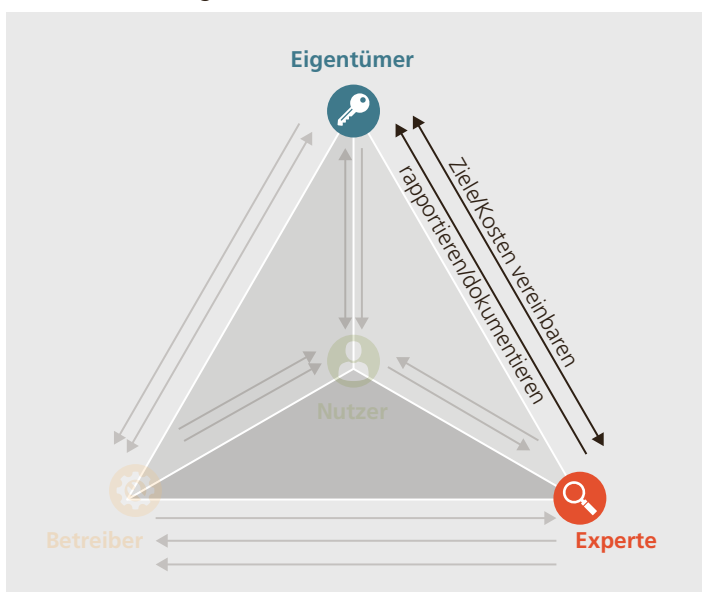 Eigentümer
Ziele/Kosten vereinbaren
rapportieren/dokumentieren
Nutzer
Betreiber
Experte